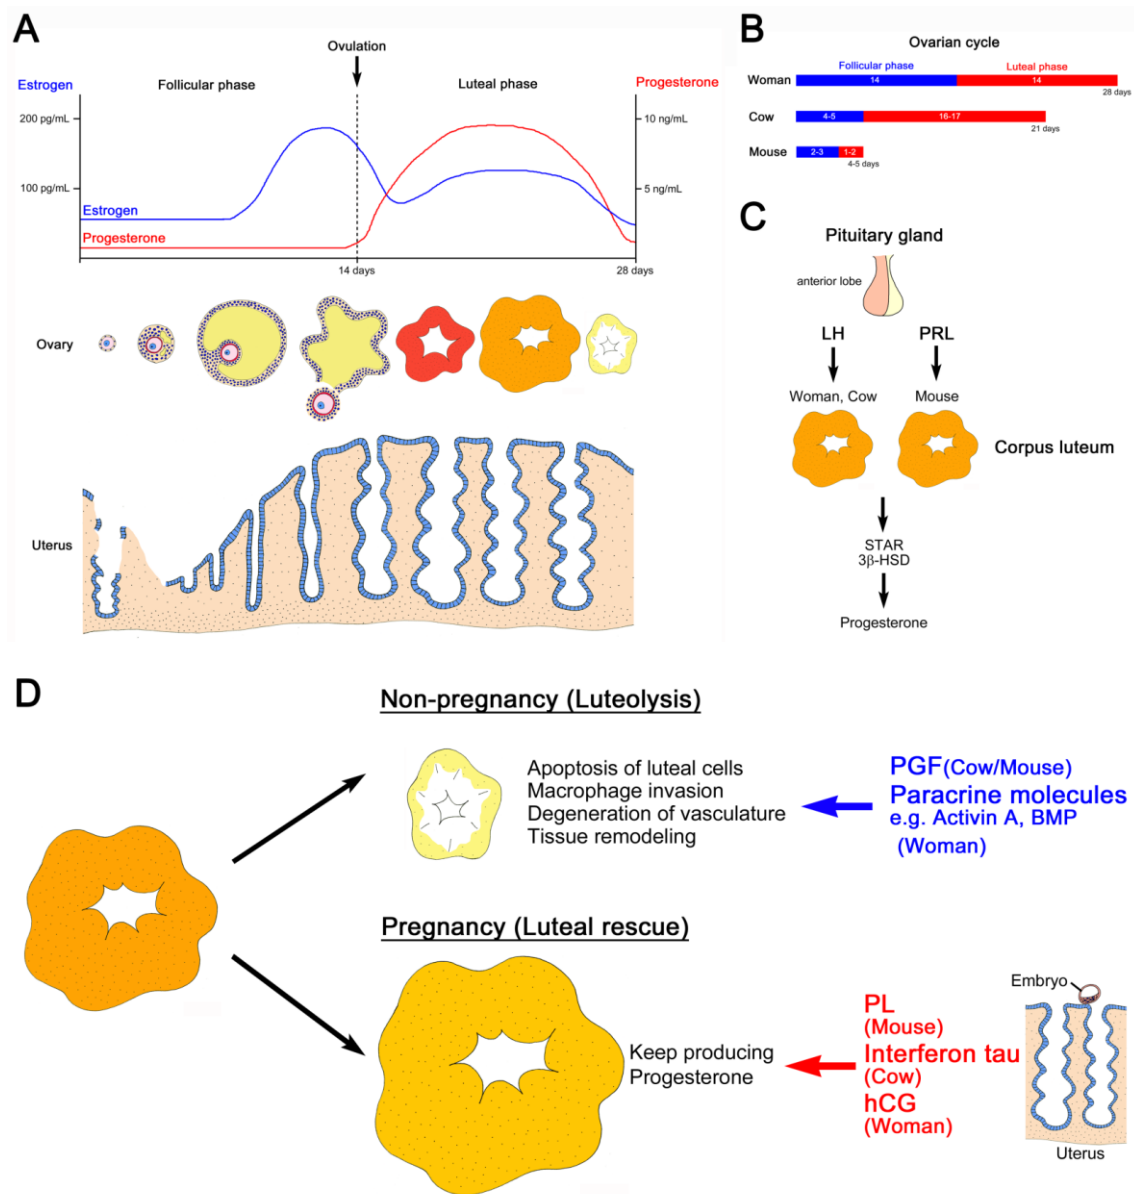 A
Ovulation
Estrogen
Follicular phase
Luteal phase
Progesterone
200 pg/mL
10 ng/mL
100 pg/mL
5 ng/mL
Estrogen
Progesterone
14 days
28 days
Ovary
Uterus
B
Ovarian cycle
Follicular phase
Luteal phase
Woman
14
14
28 days
Cow
4-5
16-17
21 days
Mouse
2-3
1-2
4-5 days
C
Pituitary gland
anterior lobe
LH
PRL
Woman, Cow
Mouse
Corpus luteum
STAR
3β-HSD
Progesterone
D
Non-pregnancy (Luteolysis)
Apoptosis of luteal cells
Macrophage invasion
Degeneration of vasculature
Tissue remodeling
PGF(Cow/Mouse)
Paracrine molecules
e.g. Activin A, BMP
(Woman)
Pregnancy (Luteal rescue)
Keep producing
Progesterone
PL
(Mouse)
Interferon tau
(Cow)
hCG
(Woman)
Embryo
Uterus